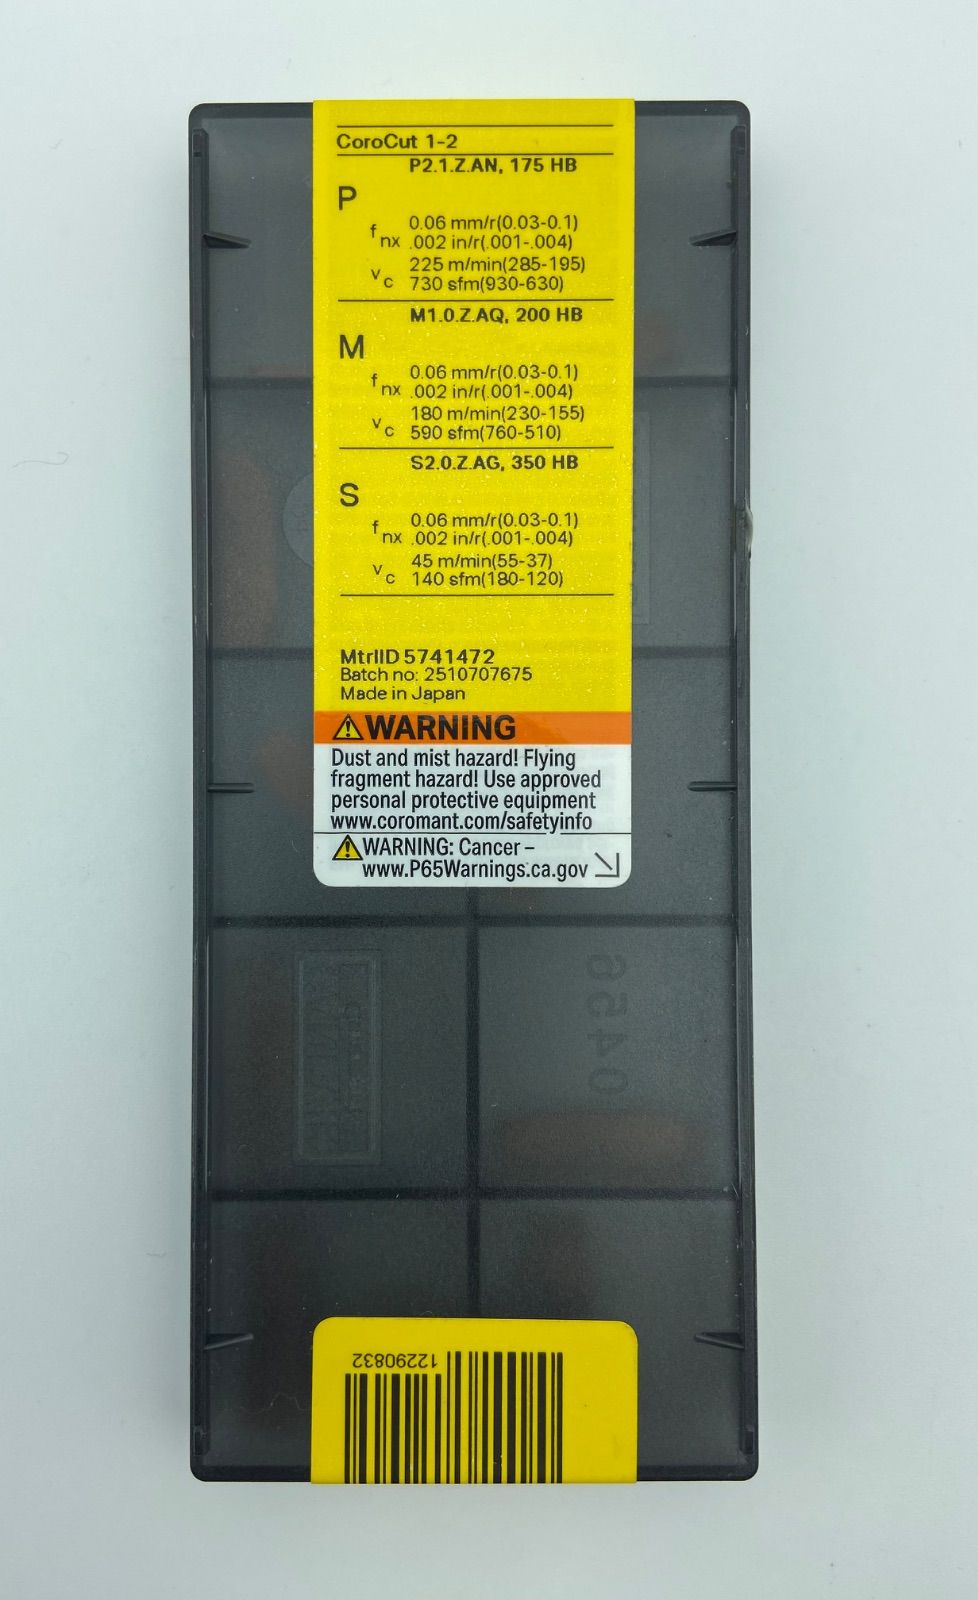 CoroCut 1-2
P2.1.Z.AN, 175 HB
P
fnx 0.06 mm/r(0.03-0.1)
.002 in/r(.001-.004)
vc 225 m/min(285-195)
730 sfm(930-630)
M1.0.Z.AQ, 200 HB
M
fnx 0.06 mm/r(0.03-0.1)
.002 in/r(.001-.004)
vc 180 m/min(230-155)
590 sfm(760-510)
S2.0.Z.AG, 350 HB
S
fnx 0.06 mm/r(0.03-0.1)
.002 in/r(.001-.004)
vc 45 m/min(55-37)
140 sfm(180-120)
MtrlID 5741472
Batch no: 2510707675
Made in Japan
WARNING
Dust and mist hazard! Flying
fragment hazard! Use approved
personal protective equipment
www.coromant.com/safetyinfo
WARNING: Cancer –
www.P65Warnings.ca.gov
12290832